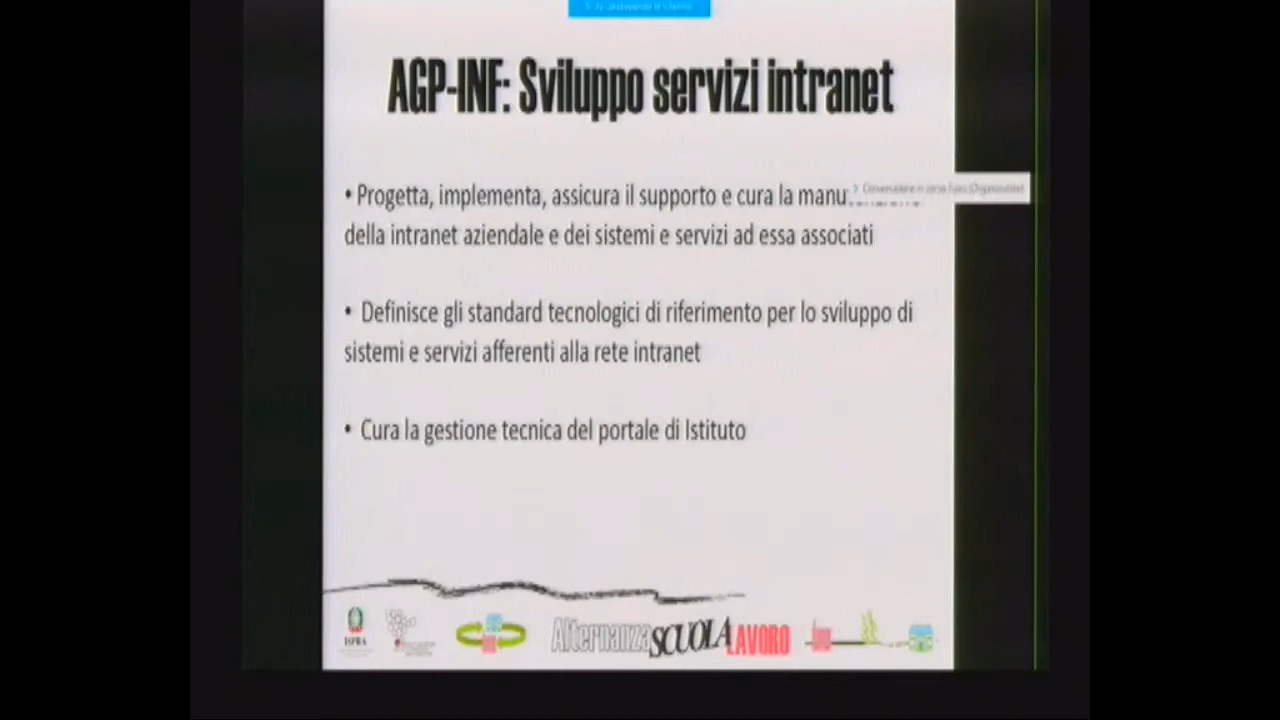 AGP-INF: Sviluppo servizi intranet
• Progetta, implementa, assicura il supporto e cura la
della intranet aziendale e dei sistemi e servizi ad essa associati
• Definisce gli standard tecnologici di riferimento per lo sviluppo di
sistemi e servizi afferenti alla rete intranet
• Cura la gestione tecnica del portale di Istituto
ISPRA
Alternanza SCUOLA LAVORO